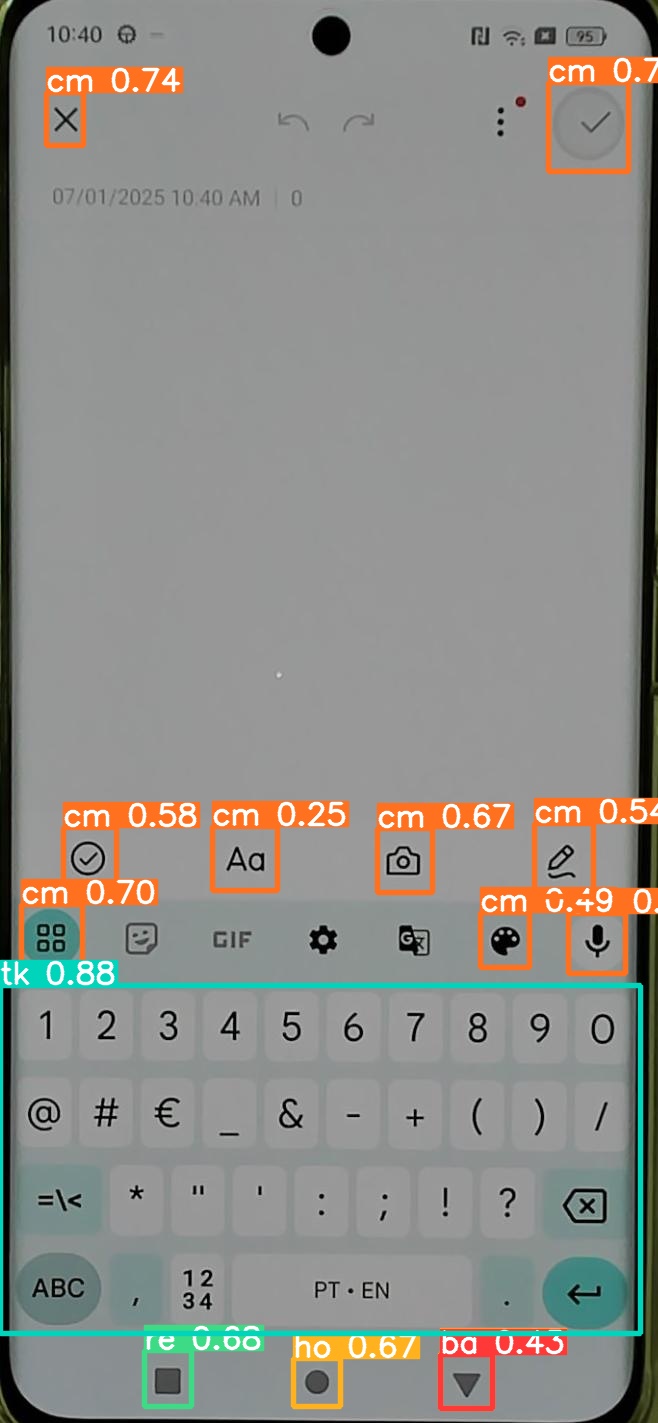 10:40 95
cm 0.74 cm 0.7
07/01/2025 10.40 AM | 0
cm 0.58 cm 0.25 cm 0.67 cm 0.54
Aa
cm 0.70 cm 0.49 0.
GIF G
tk 0.88
1 2 3 4 5 6 7 8 9 0
@ # € _ & - + ( ) /
=\< * " ' : ; ! ?
ABC , 12 34 PT • EN .
re 0.68 ho 0.67 ba 0.43